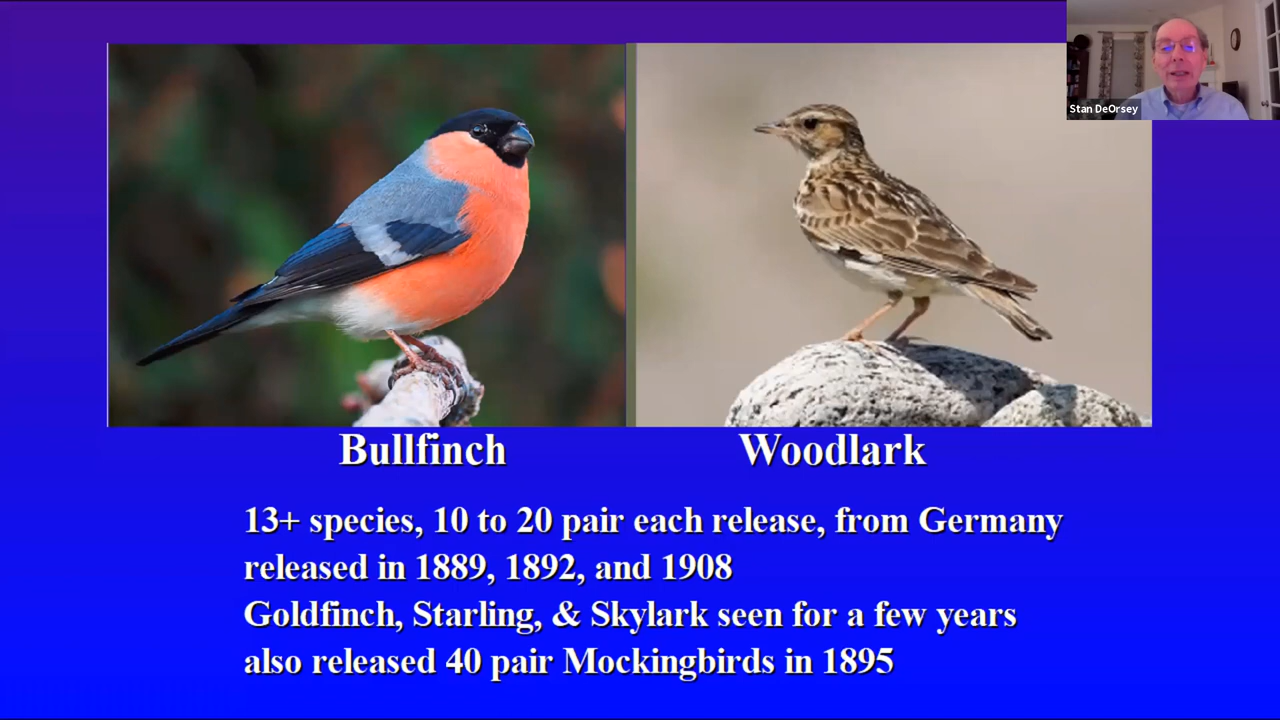 Stan DeOrsey
Bullfinch
Woodlark
13+ species, 10 to 20 pair each release, from Germany
released in 1889, 1892, and 1908
Goldfinch, Starling, & Skylark seen for a few years
also released 40 pair Mockingbirds in 1895